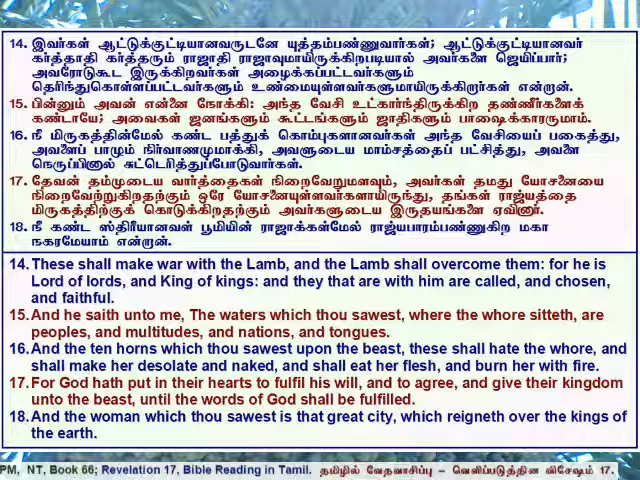 14. இவர்கள் ஆட்டுக்குட்டியானவருடனே யுத்தம்பண்ணுவார்கள்; ஆட்டுக்குட்டியானவர்
கர்த்தாதி கர்த்தரும் ராஜாதி ராஜாவுமாயிருக்கிறபடியால் அவர்களை ஜெயிப்பார்;
அவரோடுகூட இருக்கிறவர்கள் அழைக்கப்பட்டவர்களும்
தெரிந்துகொள்ளப்பட்டவர்களும் உண்மையுள்ளவர்களுமாயிருக்கிறார்கள் என்றான்.
15. பின்னும் அவன் என்னை நோக்கி: அந்த வேசி உட்கார்ந்திருக்கிற தண்ணீர்களைக்
கண்டாயே; அவைகள் ஜனங்களும் கூட்டங்களும் ஜாதிகளும் பாஷைக்காரருமாம்.
16. நீ மிருகத்தின்மேல் கண்ட பத்துக் கொம்புகளானவர்கள் அந்த வேசியைப் பகைத்து,
அவளைப் பாழும் நிர்வாணமுமாக்கி, அவளுடைய மாம்சத்தைப் பட்சித்து, அவளை
நெருப்பினால் சுட்டெரித்துப்போடுவார்கள்.
17. தேவன் தம்முடைய வார்த்தைகள் நிறைவேறுமளவும், அவர்கள் தமது யோசனையை
நிறைவேற்றுகிறதற்கும் ஒரே யோசனையுள்ளவர்களாயிருந்து, தங்கள் ராஜ்யத்தை
மிருகத்திற்குக் கொடுக்கிறதற்கும் அவர்களுடைய இருதயங்களை ஏவினார்.
18. நீ கண்ட ஸ்திரீயானவள் பூமியின் ராஜாக்கள்மேல் ராஜ்யபாரம்பண்ணுகிற மகா
நகரமேயாம் என்றான்.
14. These shall make war with the Lamb, and the Lamb shall overcome them: for he is
Lord of lords, and King of kings: and they that are with him are called, and chosen,
and faithful.
15. And he saith unto me, The waters which thou sawest, where the whore sitteth, are
peoples, and multitudes, and nations, and tongues.
16. And the ten horns which thou sawest upon the beast, these shall hate the whore, and
shall make her desolate and naked, and shall eat her flesh, and burn her with fire.
17. For God hath put in their hearts to fulfil his will, and to agree, and give their kingdom
unto the beast, until the words of God shall be fulfilled.
18. And the woman which thou sawest is that great city, which reigneth over the kings of
the earth.
PM, NT, Book 66; Revelation 17, Bible Reading in Tamil. தமிழில் வேதவாசிப்பு – வெளிப்படுத்தின விசேஷம் 17.